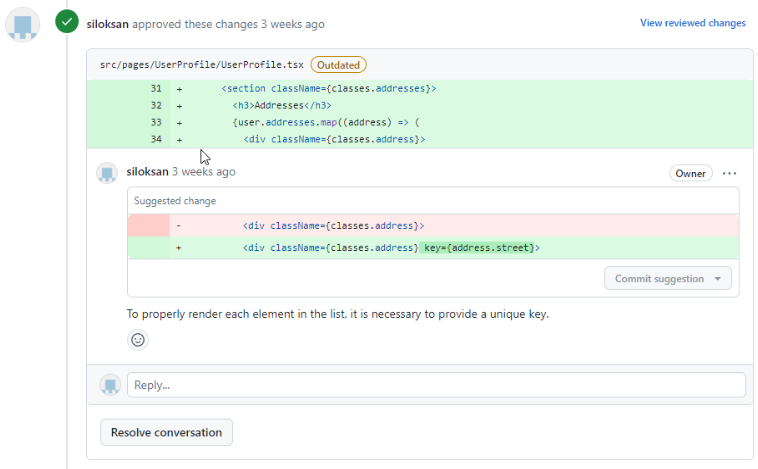 siloksan approved these changes 3 weeks ago
View reviewed changes
src/pages/UserProfile/UserProfile.tsx Outdated
31 + <section className={classes.addresses}>
32 + <h3>Addresses</h3>
33 + {user.addresses.map((address) => (
34 + <div className={classes.address}>
siloksan 3 weeks ago
Owner ...
Suggested change
- <div className={classes.address}>
+ <div className={classes.address} key={address.street}>
Commit suggestion
To properly render each element in the list, it is necessary to provide a unique key.
Reply...
Resolve conversation